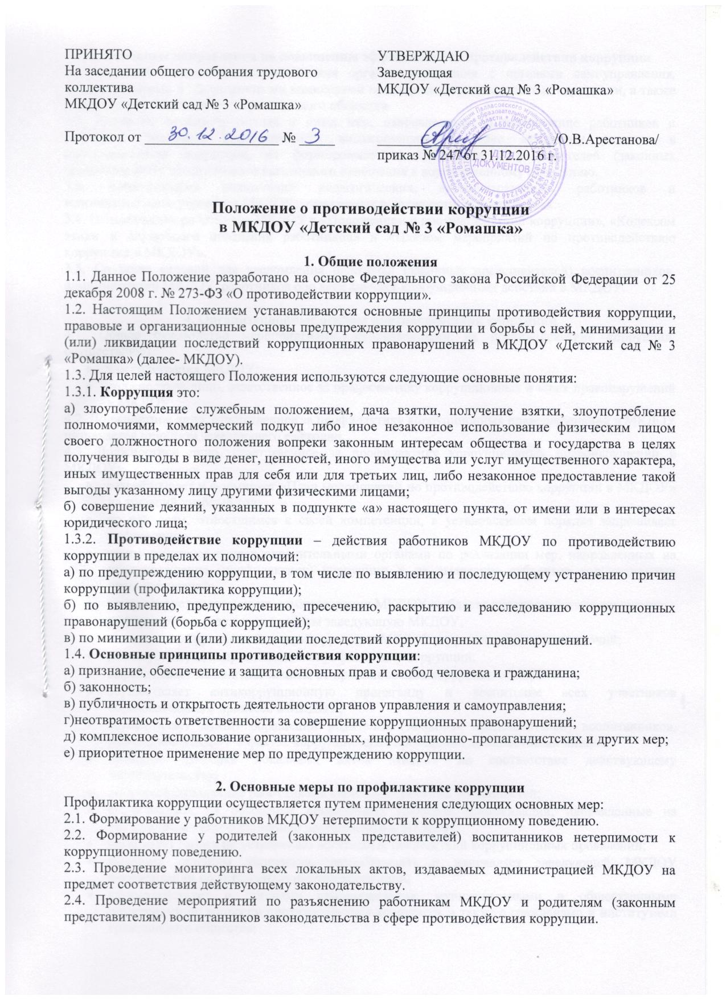 ПРИНЯТО
На заседании общего собрания трудового
коллектива
МКДОУ «Детский сад № 3 «Ромашка»
Протокол от 30.12.2016 № 3
УТВЕРЖДАЮ
Заведующая
МКДОУ «Детский сад № 3 «Ромашка»
/О.В.Арестанова/
приказ № 247 от 31.12.2016 г.
ДЛЯ
ДОКУМЕНТОВ
Положение о противодействии коррупции
в МКДОУ «Детский сад № 3 «Ромашка»
1. Общие положения
1.1. Данное Положение разработано на основе Федерального закона Российской Федерации от 25
декабря 2008 г. № 273-ФЗ «О противодействии коррупции».
1.2. Настоящим Положением устанавливаются основные принципы противодействия коррупции,
правовые и организационные основы предупреждения коррупции и борьбы с ней, минимизации и
(или) ликвидации последствий коррупционных правонарушений в МКДОУ «Детский сад № 3
«Ромашка» (далее- МКДОУ).
1.3. Для целей настоящего Положения используются следующие основные понятия:
1.3.1. Коррупция это:
а) злоупотребление служебным положением, дача взятки, получение взятки, злоупотребление
полномочиями, коммерческий подкуп либо иное незаконное использование физическим лицом
своего должностного положения вопреки законным интересам общества и государства в целях
получения выгоды в виде денег, ценностей, иного имущества или услуг имущественного характера,
иных имущественных прав для себя или для третьих лиц, либо незаконное предоставление такой
выгоды указанному лицу другими физическими лицами;
б) совершение деяний, указанных в подпункте «а» настоящего пункта, от имени или в интересах
юридического лица;
1.3.2. Противодействие коррупции – действия работников МКДОУ по противодействию
коррупции в пределах их полномочий:
а) по предупреждению коррупции, в том числе по выявлению и последующему устранению причин
коррупции (профилактика коррупции);
б) по выявлению, предупреждению, пресечению, раскрытию и расследованию коррупционных
правонарушений (борьба с коррупцией);
в) по минимизации и (или) ликвидации последствий коррупционных правонарушений.
1.4. Основные принципы противодействия коррупции:
а) признание, обеспечение и защита основных прав и свобод человека и гражданина;
б) законность;
в) публичность и открытость деятельности органов управления и самоуправления;
г)неотвратимость ответственности за совершение коррупционных правонарушений;
д) комплексное использование организационных, информационно-пропагандистских и других мер;
е) приоритетное применение мер по предупреждению коррупции.
2. Основные меры по профилактике коррупции
Профилактика коррупции осуществляется путем применения следующих основных мер:
2.1. Формирование у работников МКДОУ нетерпимости к коррупционному поведению.
2.2. Формирование у родителей (законных представителей) воспитанников нетерпимости к
коррупционному поведению.
2.3. Проведение мониторинга всех локальных актов, издаваемых администрацией МКДОУ на
предмет соответствия действующему законодательству.
2.4. Проведение мероприятий по разъяснению работникам МКДОУ и родителям (законным
представителям) воспитанников законодательства в сфере противодействия коррупции.